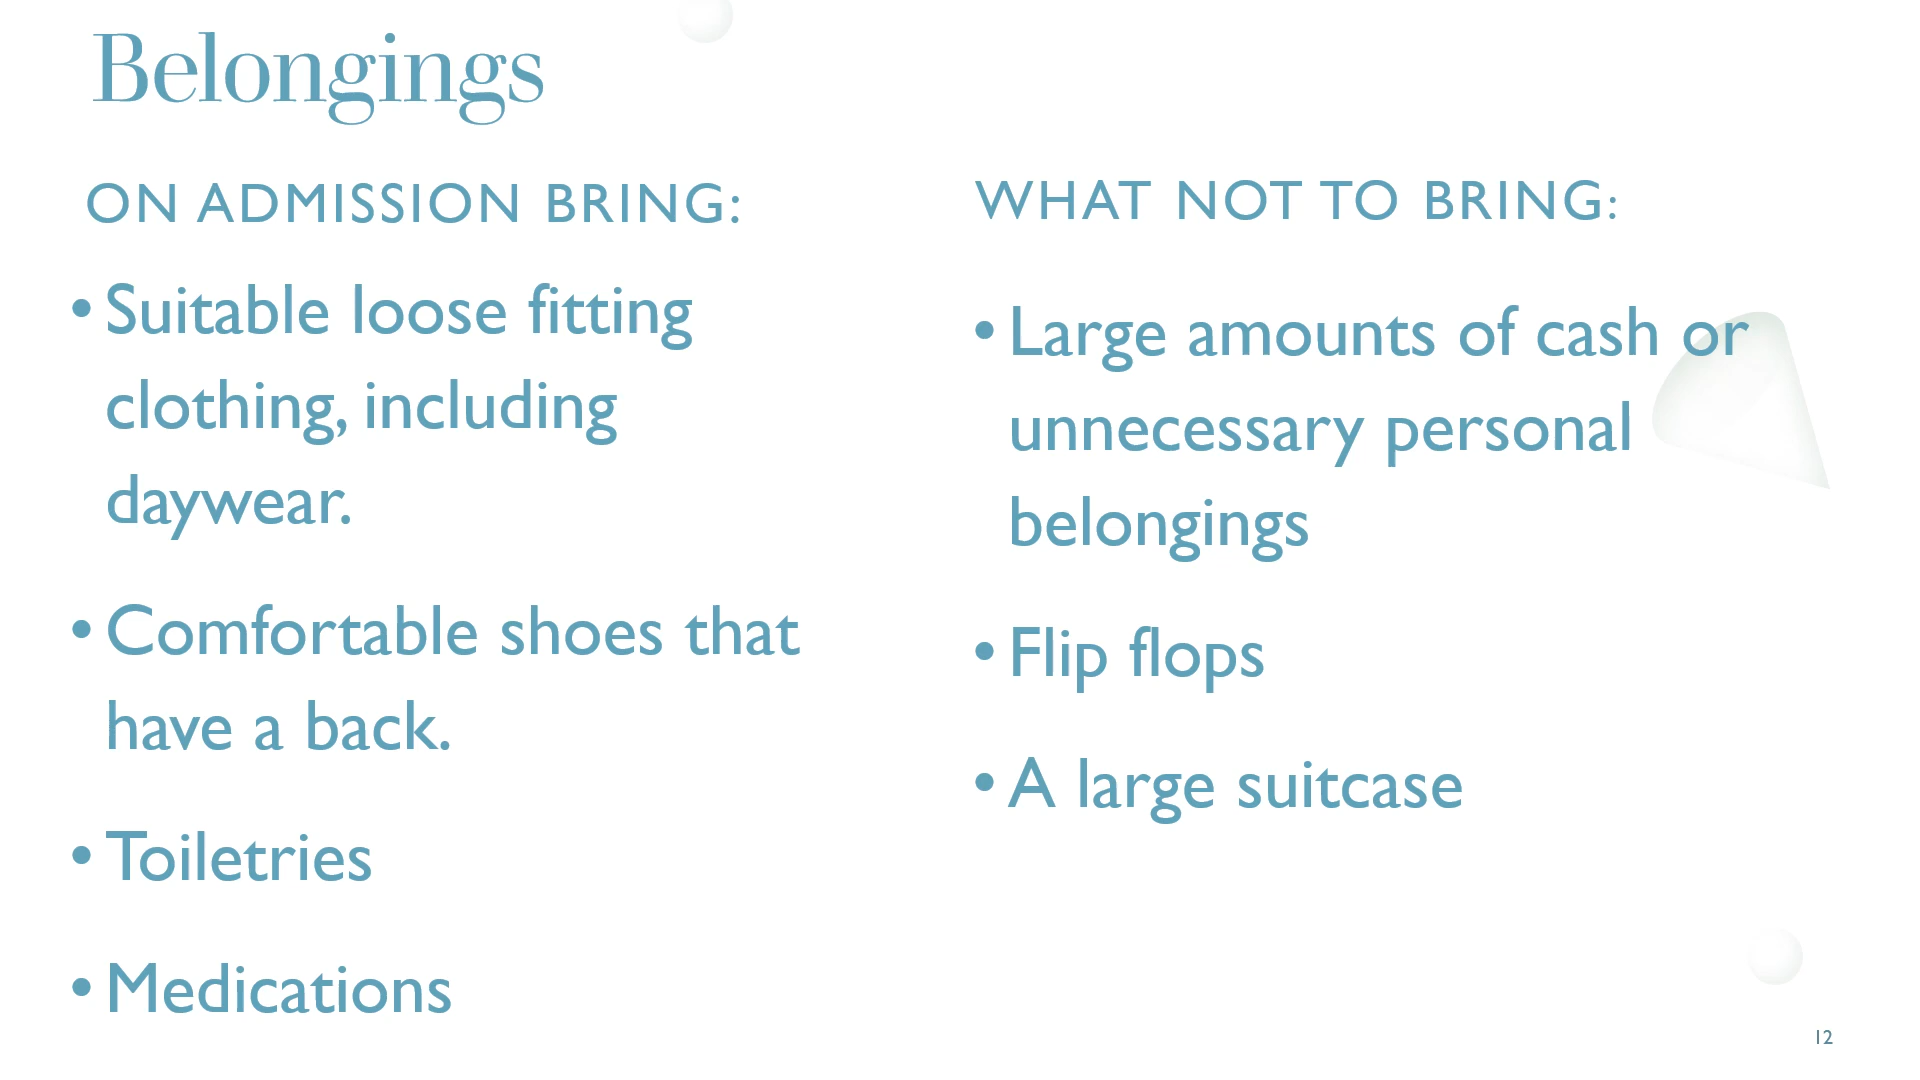 Belongings
ON ADMISSION BRING:
• Suitable loose fitting
clothing, including
daywear.
• Comfortable shoes that
have a back.
• Toiletries
• Medications
WHAT NOT TO BRING:
• Large amounts of cash or
unnecessary personal
belongings
• Flip flops
• A large suitcase
12